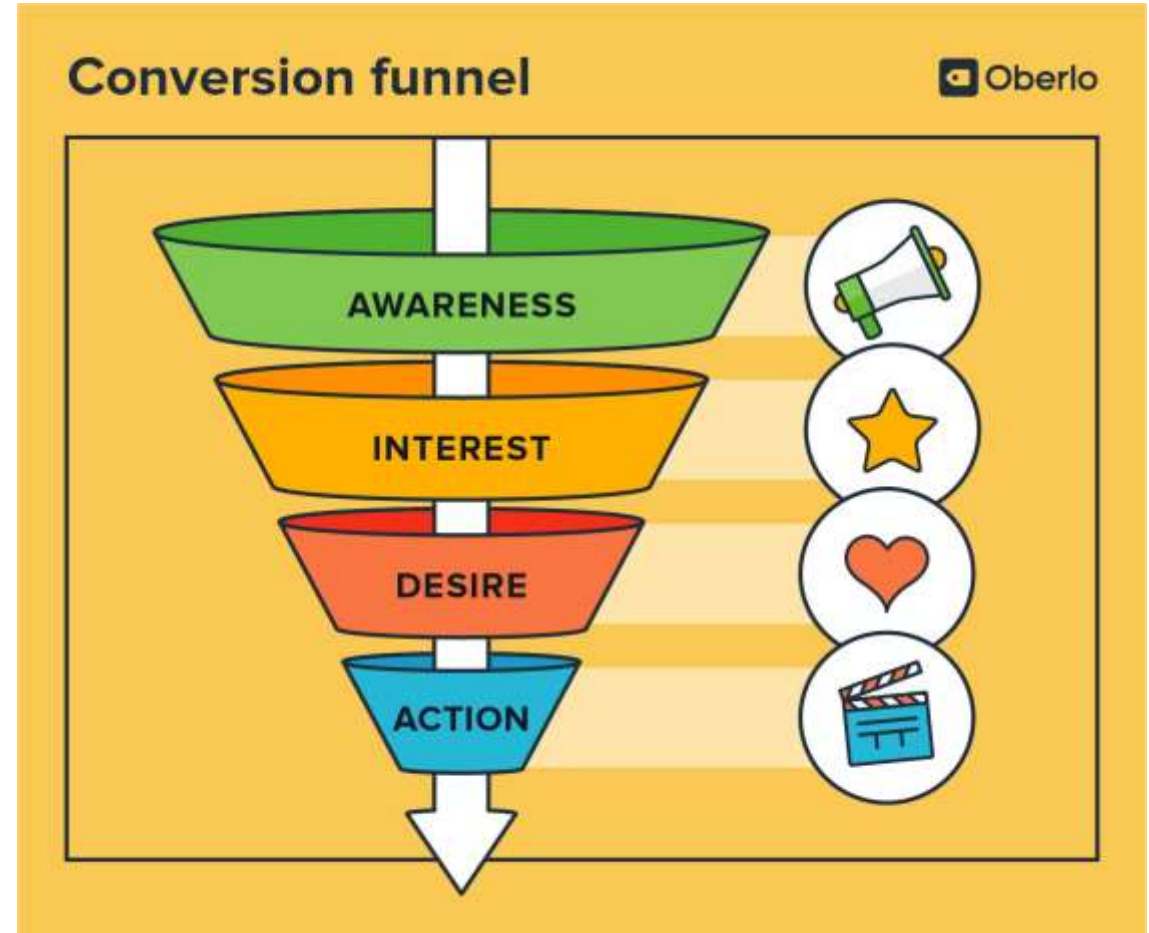 Conversion funnel
Oberlo
AWARENESS
INTEREST
DESIRE
ACTION